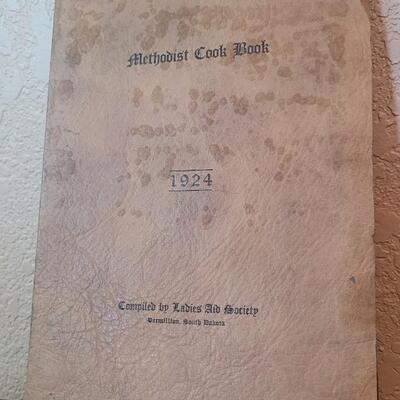 Methodist Cook Book
1924
Compiled by Ladies Aid Society
Vermillion, South Dakota